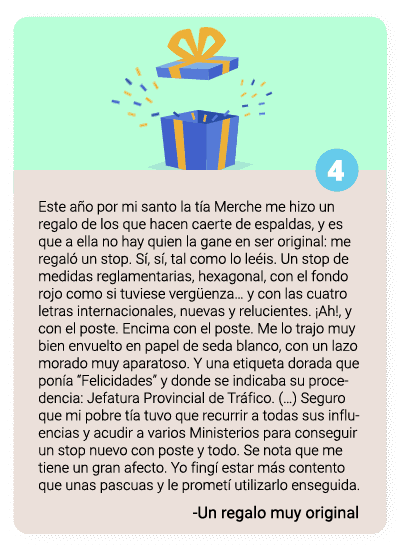 4
Este año por mi santo la tía Merche me hizo un
regalo de los que hacen caerte de espaldas, y es
que a ella no hay quien la gane en ser original: me
regaló un stop. Sí, sí, tal como lo leéis. Un stop de
medidas reglamentarias, hexagonal, con el fondo
rojo como si tuviese vergüenza… y con las cuatro
letras internacionales, nuevas y relucientes. ¡Ah!, y
con el poste. Encima con el poste. Me lo trajo muy
bien envuelto en papel de seda blanco, con un lazo
morado muy aparatoso. Y una etiqueta dorada que
ponía “Felicidades” y donde se indicaba su proce-
dencia: Jefatura Provincial de Tráfico. (…) Seguro
que mi pobre tía tuvo que recurrir a todas sus influ-
encias y acudir a varios Ministerios para conseguir
un stop nuevo con poste y todo. Se nota que me
tiene un gran afecto. Yo fingí estar más contento
que unas pascuas y le prometí utilizarlo enseguida.
-Un regalo muy original